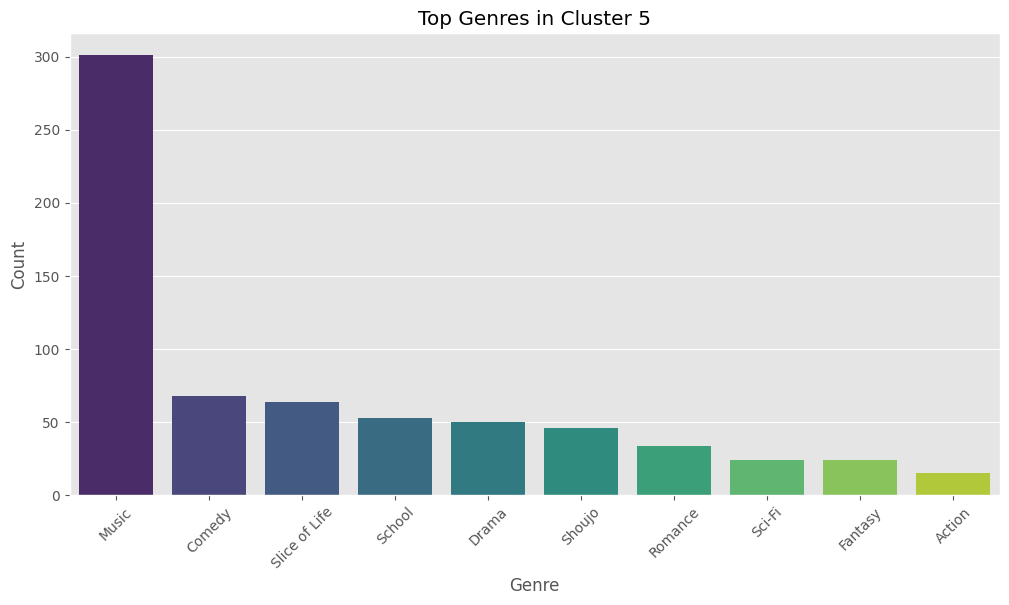 Top Genres in Cluster 5
Count
300
250
200
150
100
50
0
Music
Comedy
Slice of Life
School
Drama
Shoujo
Romance
Sci-Fi
Fantasy
Action
Genre